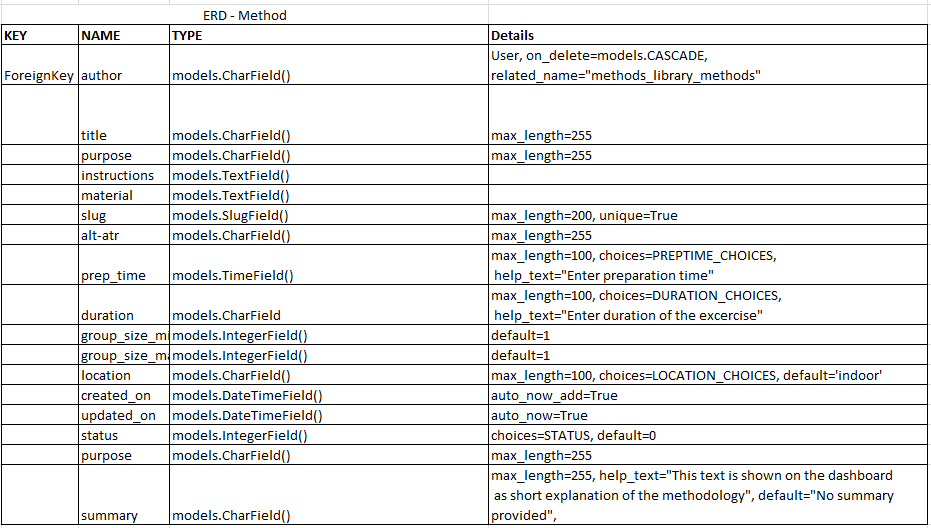 ERD - Method
KEY NAME TYPE Details
User, on_delete=models.CASCADE,
ForeignKey author models.CharField() related_name="methods_library_methods"
title models.CharField() max_length=255
purpose models.CharField() max_length=255
instructions models.TextField()
material models.TextField()
slug models.SlugField() max_length=200, unique=True
alt-atr models.CharField() max_length=255
max_length=100, choices=PREPTIME_CHOICES,
prep_time models.TimeField() help_text="Enter preparation time"
max_length=100, choices=DURATION_CHOICES,
duration models.CharField help_text="Enter duration of the excercise"
group_size_mi models.IntegerField() default=1
group_size_ma models.IntegerField() default=1
location models.CharField() max_length=100, choices=LOCATION_CHOICES, default='indoor'
created_on models.DateTimeField() auto_now_add=True
updated_on models.DateTimeField() auto_now=True
status models.IntegerField() choices=STATUS, default=0
purpose models.CharField() max_length=255
max_length=255, help_text="This text is shown on the dashboard
as short explanation of the methodology", default="No summary
summary models.CharField() provided",